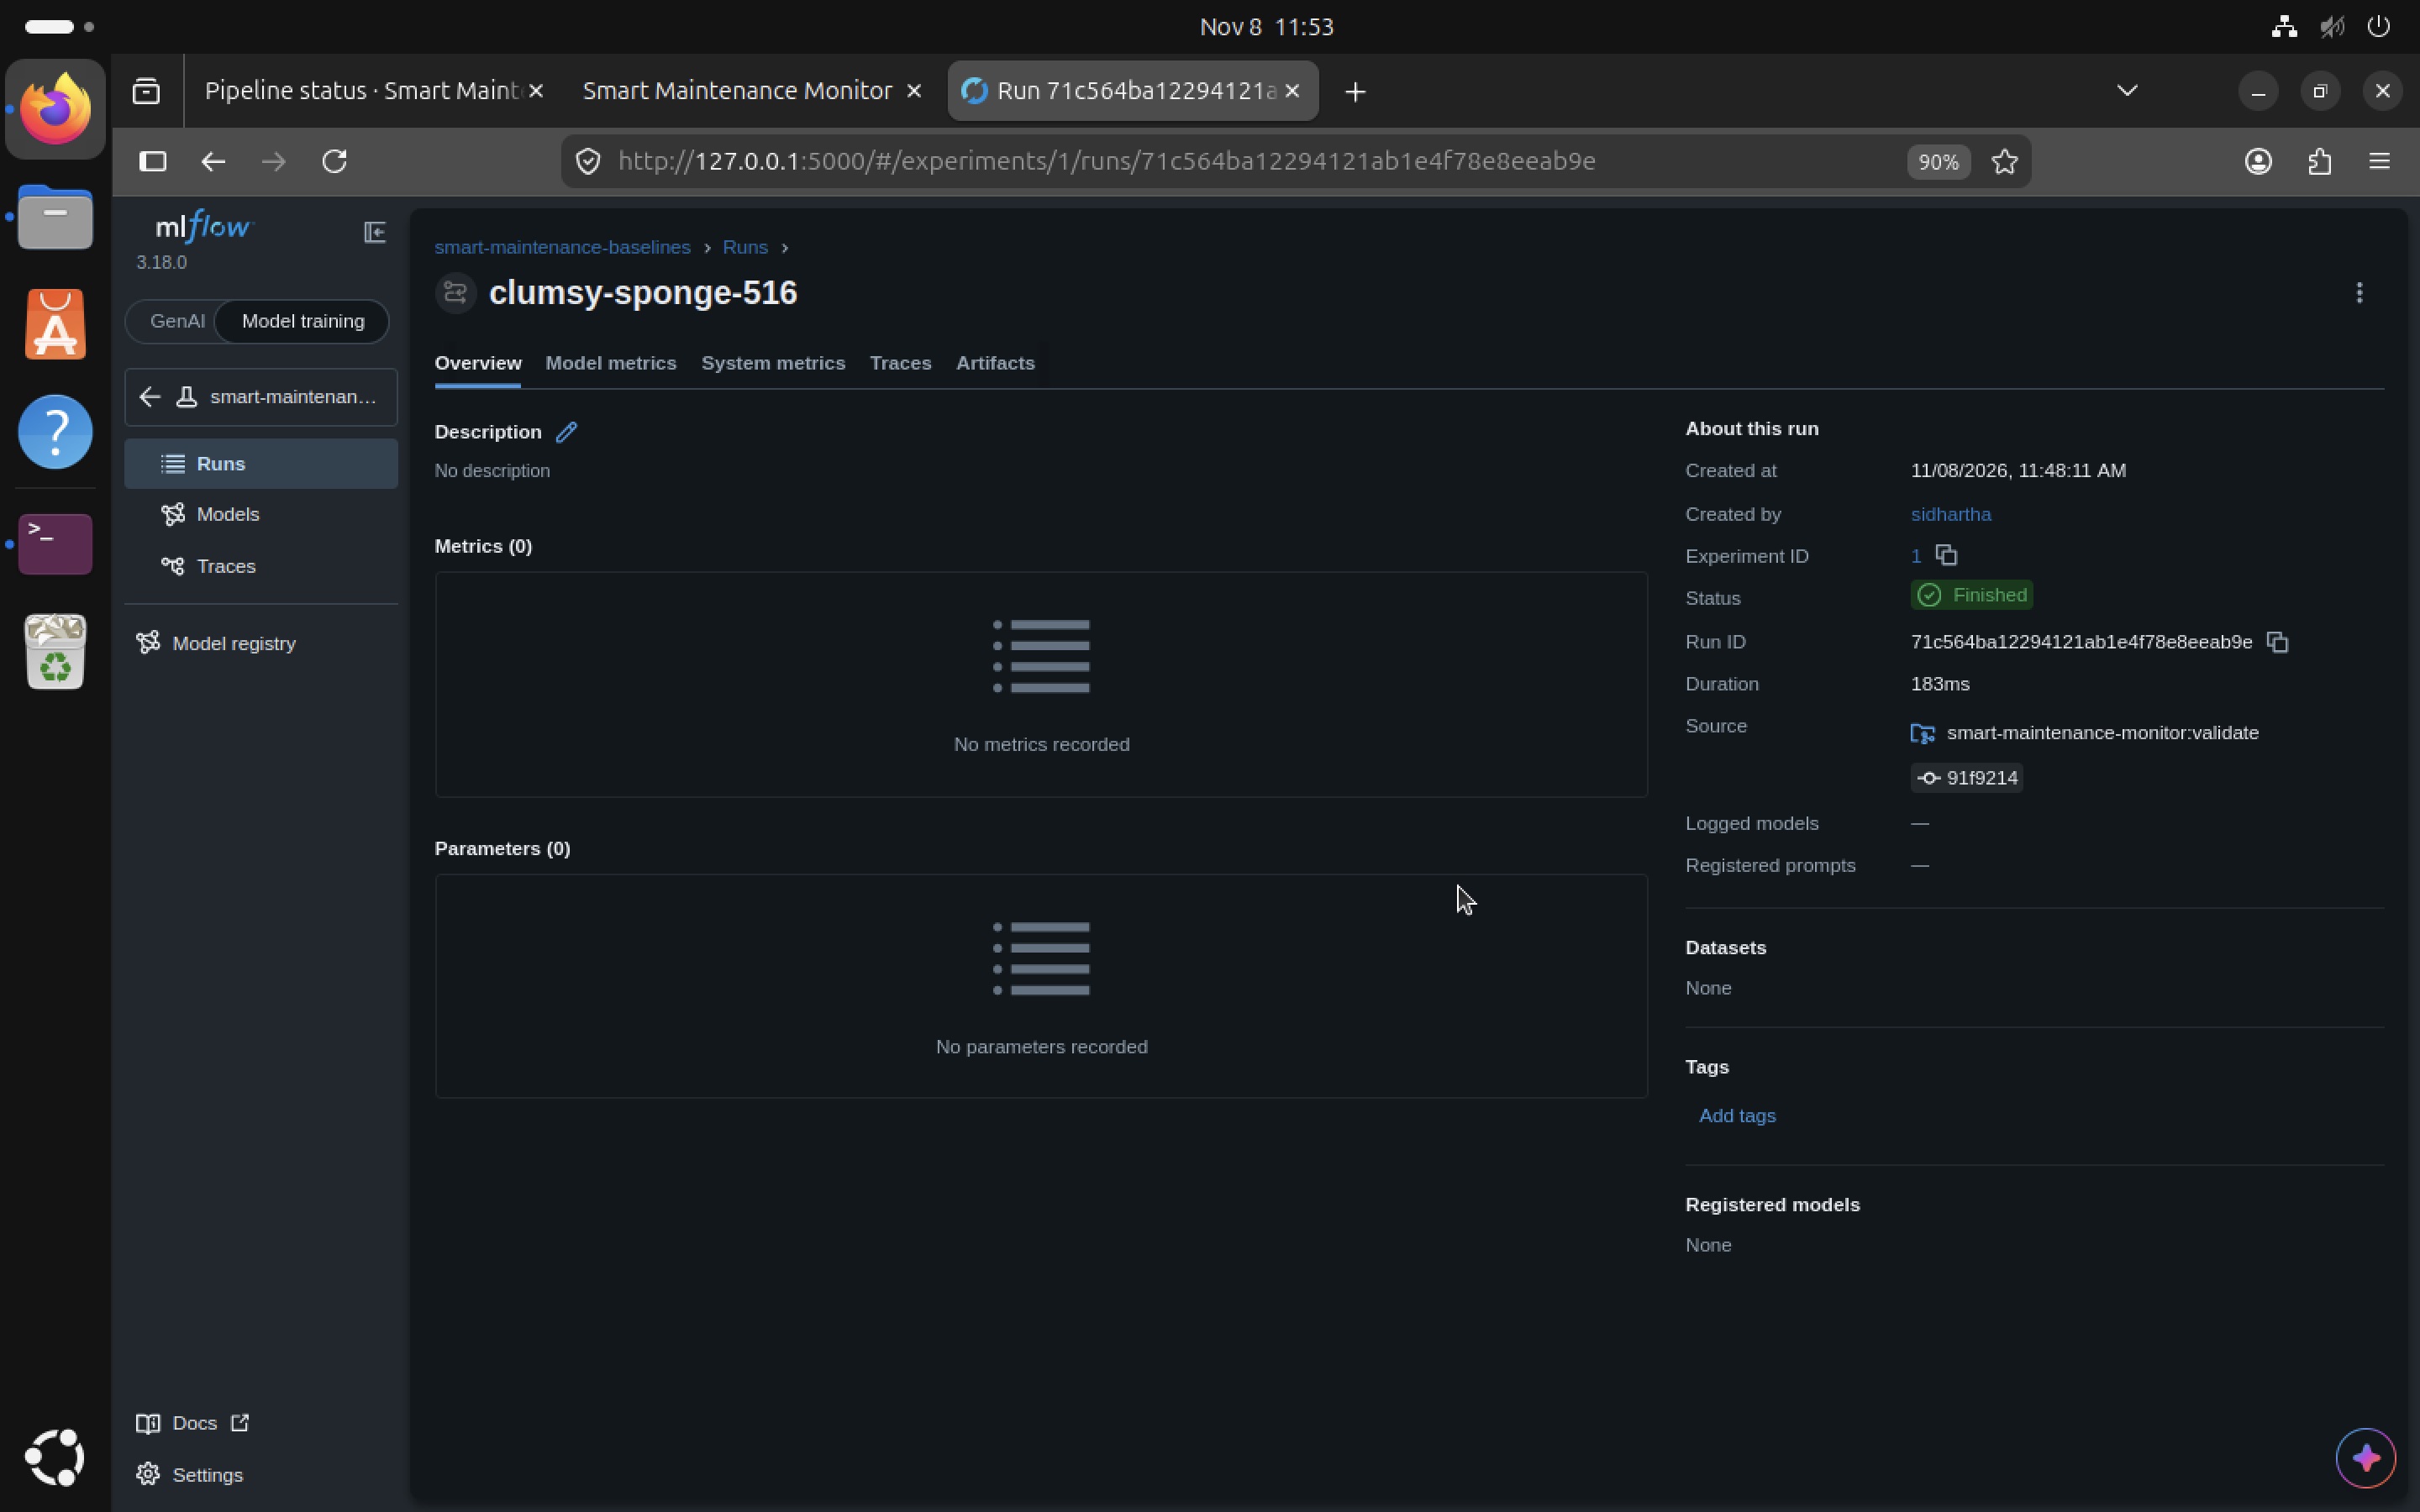 Nov 8 11:53
Pipeline status · Smart Maint
Smart Maintenance Monitor
Run 71c564ba12294121a
http://127.0.0.1:5000/#/experiments/1/runs/71c564ba12294121ab1e4f78e8eeab9e
90%
mlflow
3.18.0
GenAI
Model training
smart-maintenan...
Runs
Models
Traces
Model registry
Docs
Settings
smart-maintenance-baselines › Runs ›
clumsy-sponge-516
Overview Model metrics System metrics Traces Artifacts
Description
No description
Metrics (0)
No metrics recorded
Parameters (0)
No parameters recorded
About this run
Created at 11/08/2026, 11:48:11 AM
Created by sidhartha
Experiment ID 1
Status Finished
Run ID 71c564ba12294121ab1e4f78e8eeab9e
Duration 183ms
Source smart-maintenance-monitor:validate
91f9214
Logged models —
Registered prompts —
Datasets
None
Tags
Add tags
Registered models
None